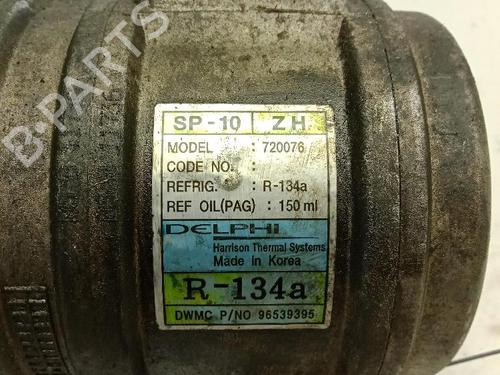 B-PARTS
SP-10 ZH
MODEL : 720076
CODE NO. :
REFRIG. : R-134a
REF OIL(PAG) : 150 ml
DELPHI
Harrison Thermal Systems
Made in Korea
R-134a
DWMC P/NO 96539395